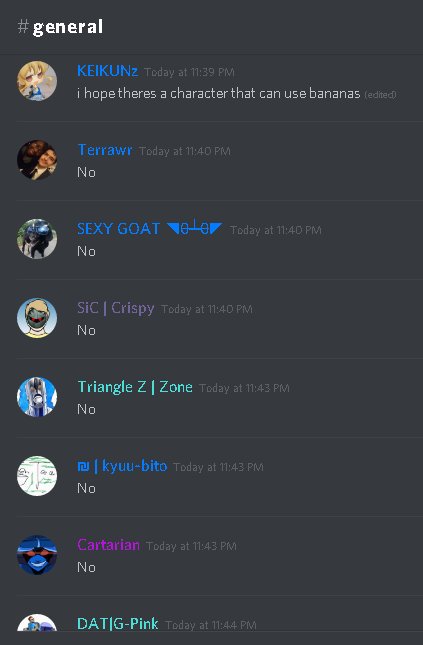 # general
KEIKUNz Today at 11:39 PM
i hope theres a character that can use bananas (edited)
Terrawr Today at 11:40 PM
No
SEXY GOAT ◥θ┴θ◤ Today at 11:40 PM
No
SiC | Crispy Today at 11:40 PM
No
Triangle Z | Zone Today at 11:43 PM
No
₪ | kyuu-bito Today at 11:43 PM
No
Cartarian Today at 11:43 PM
No
DAT|G-Pink Today at 11:44 PM